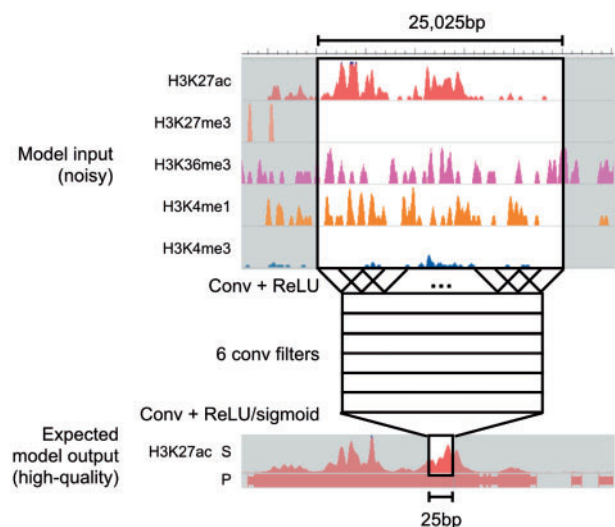 25,025bp
H3K27ac
H3K27me3
Model input
(noisy)
H3K36me3
H3K4me1
H3K4me3
Conv + ReLU
...
6 conv filters
Conv + ReLU/sigmoid
Expected
model output
(high-quality)
H3K27ac S
P
25bp